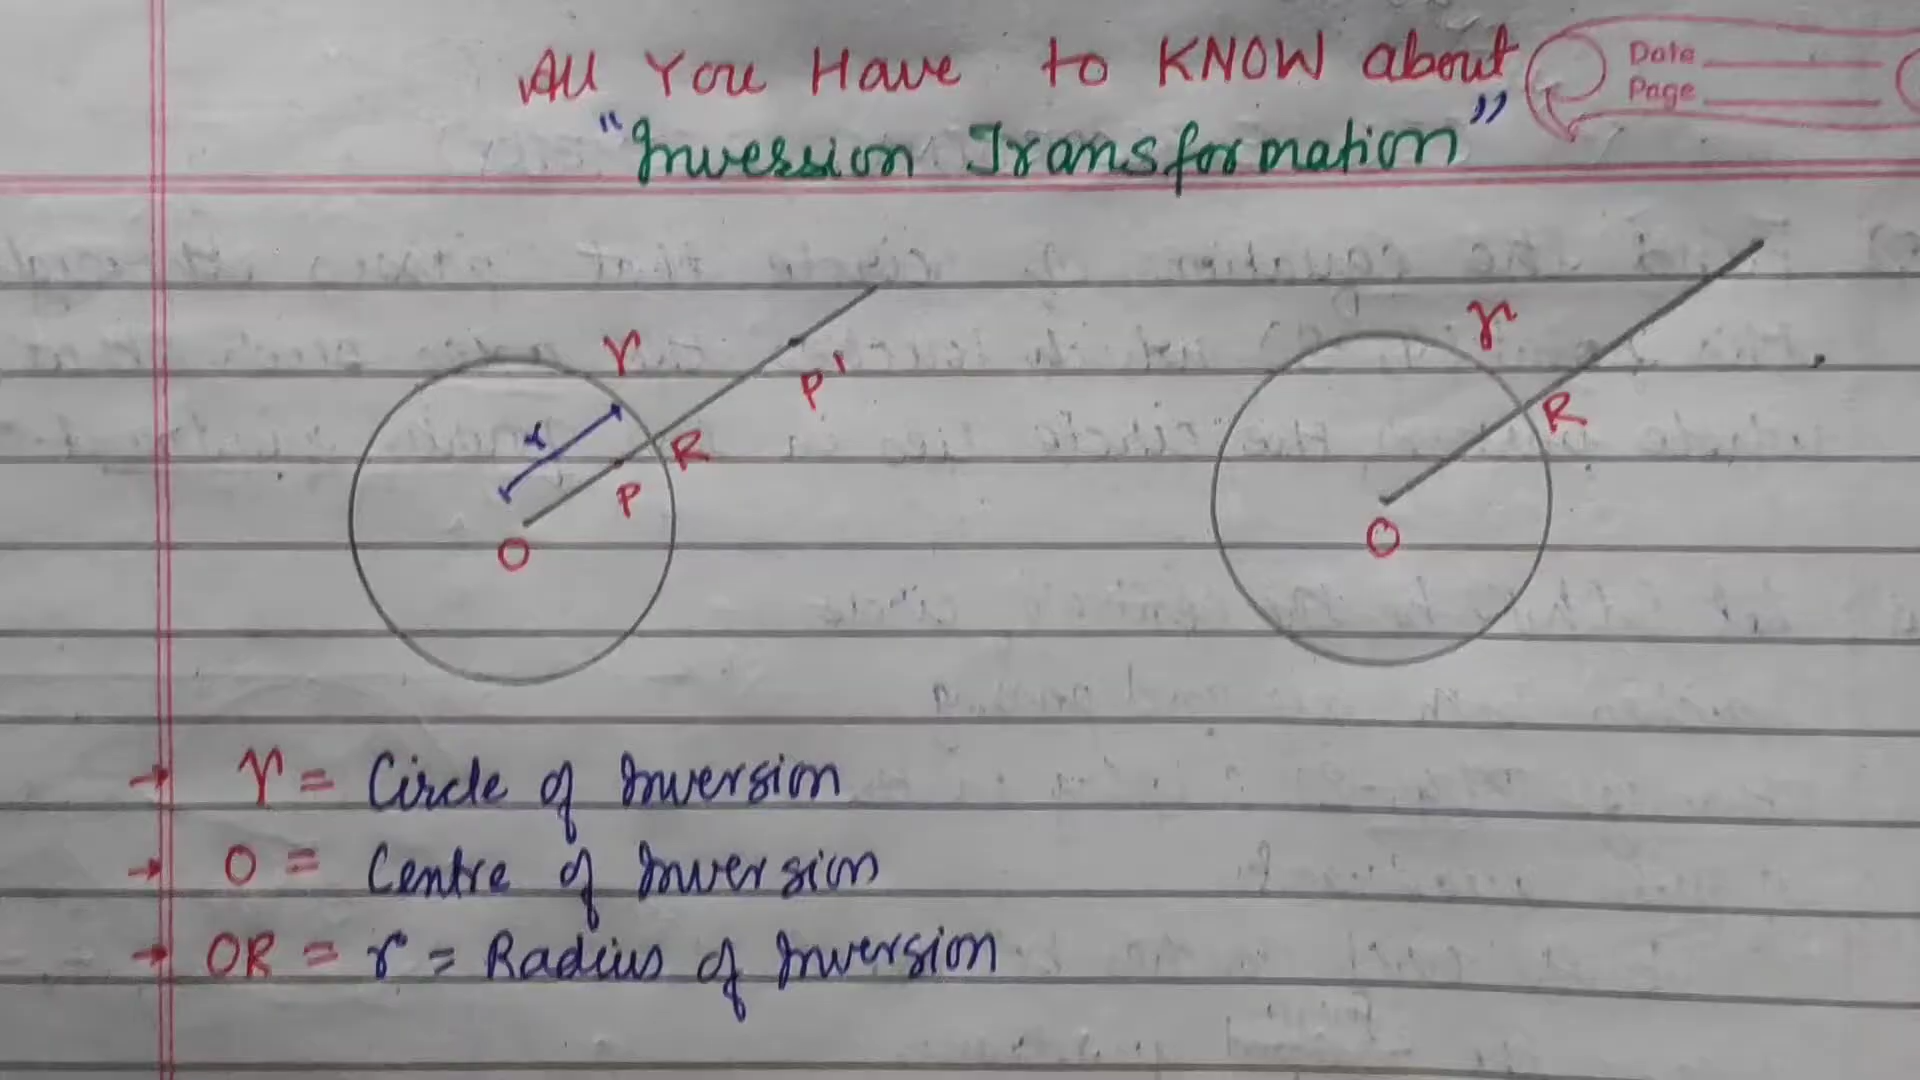 All You Have to KNOW about
Date
Page
"Inversion Transformation"
γ
r
P'
R
P
O
γ
R
O
→ γ = Circle of Inversion
→ O = Centre of Inversion
→ OR = r = Radius of Inversion